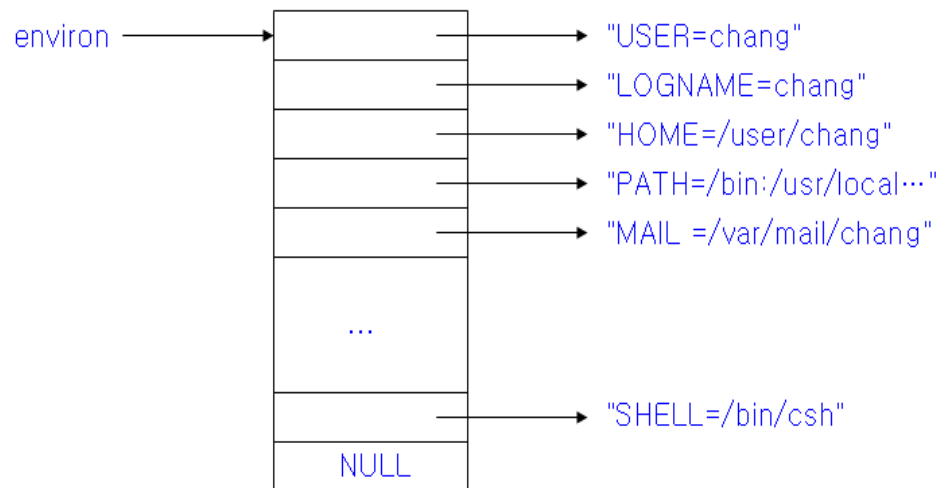 environ
"USER=chang"
"LOGNAME=chang"
"HOME=/user/chang"
"PATH=/bin:/usr/local…"
"MAIL =/var/mail/chang"
…
"SHELL=/bin/csh"
NULL